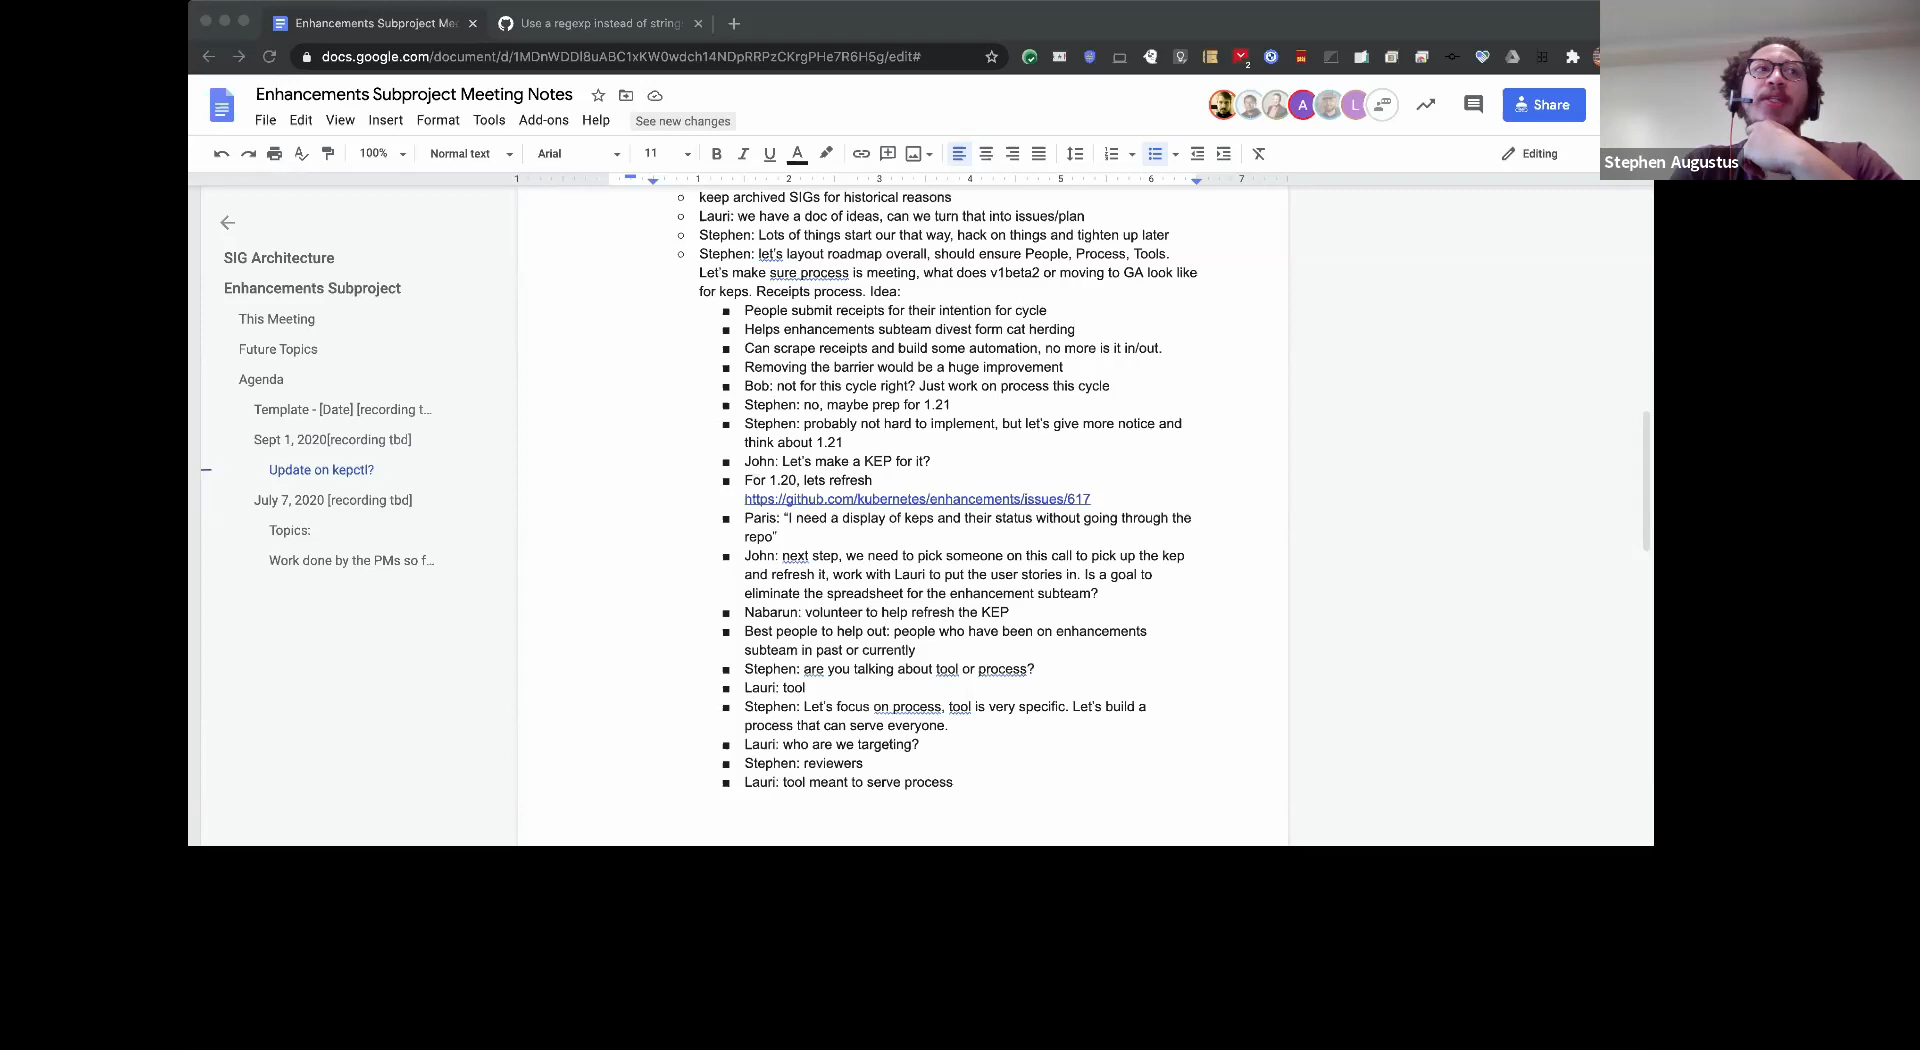 Enhancements Subproject Mee
Use a regexp instead of string
docs.google.com/document/d/1MDnWDDl8uABC1xKW0wdch14NDpRRPzCKrgPHe7R6H5g/edit#
2
Enhancements Subproject Meeting Notes
File Edit View Insert Format Tools Add-ons Help See new changes
A
L
Share
100% Normal text Arial 11
B I U A
Editing
Stephen Augustus
1 1 2 3 4 5 6 7
SIG Architecture
Enhancements Subproject
This Meeting
Future Topics
Agenda
Template - [Date] [recording t...
Sept 1, 2020[recording tbd]
Update on kepctl?
July 7, 2020 [recording tbd]
Topics:
Work done by the PMs so f...
keep archived SIGs for historical reasons
Lauri: we have a doc of ideas, can we turn that into issues/plan
Stephen: Lots of things start our that way, hack on things and tighten up later
Stephen: let's layout roadmap overall, should ensure People, Process, Tools.
Let's make sure process is meeting, what does v1beta2 or moving to GA look like
for keps. Receipts process. Idea:
People submit receipts for their intention for cycle
Helps enhancements subteam divest form cat herding
Can scrape receipts and build some automation, no more is it in/out.
Removing the barrier would be a huge improvement
Bob: not for this cycle right? Just work on process this cycle
Stephen: no, maybe prep for 1.21
Stephen: probably not hard to implement, but let's give more notice and
think about 1.21
John: Let's make a KEP for it?
For 1.20, lets refresh
https://github.com/kubernetes/enhancements/issues/617
Paris: "I need a display of keps and their status without going through the
repo"
John: next step, we need to pick someone on this call to pick up the kep
and refresh it, work with Lauri to put the user stories in. Is a goal to
eliminate the spreadsheet for the enhancement subteam?
Nabarun: volunteer to help refresh the KEP
Best people to help out: people who have been on enhancements
subteam in past or currently
Stephen: are you talking about tool or process?
Lauri: tool
Stephen: Let's focus on process, tool is very specific. Let's build a
process that can serve everyone.
Lauri: who are we targeting?
Stephen: reviewers
Lauri: tool meant to serve process